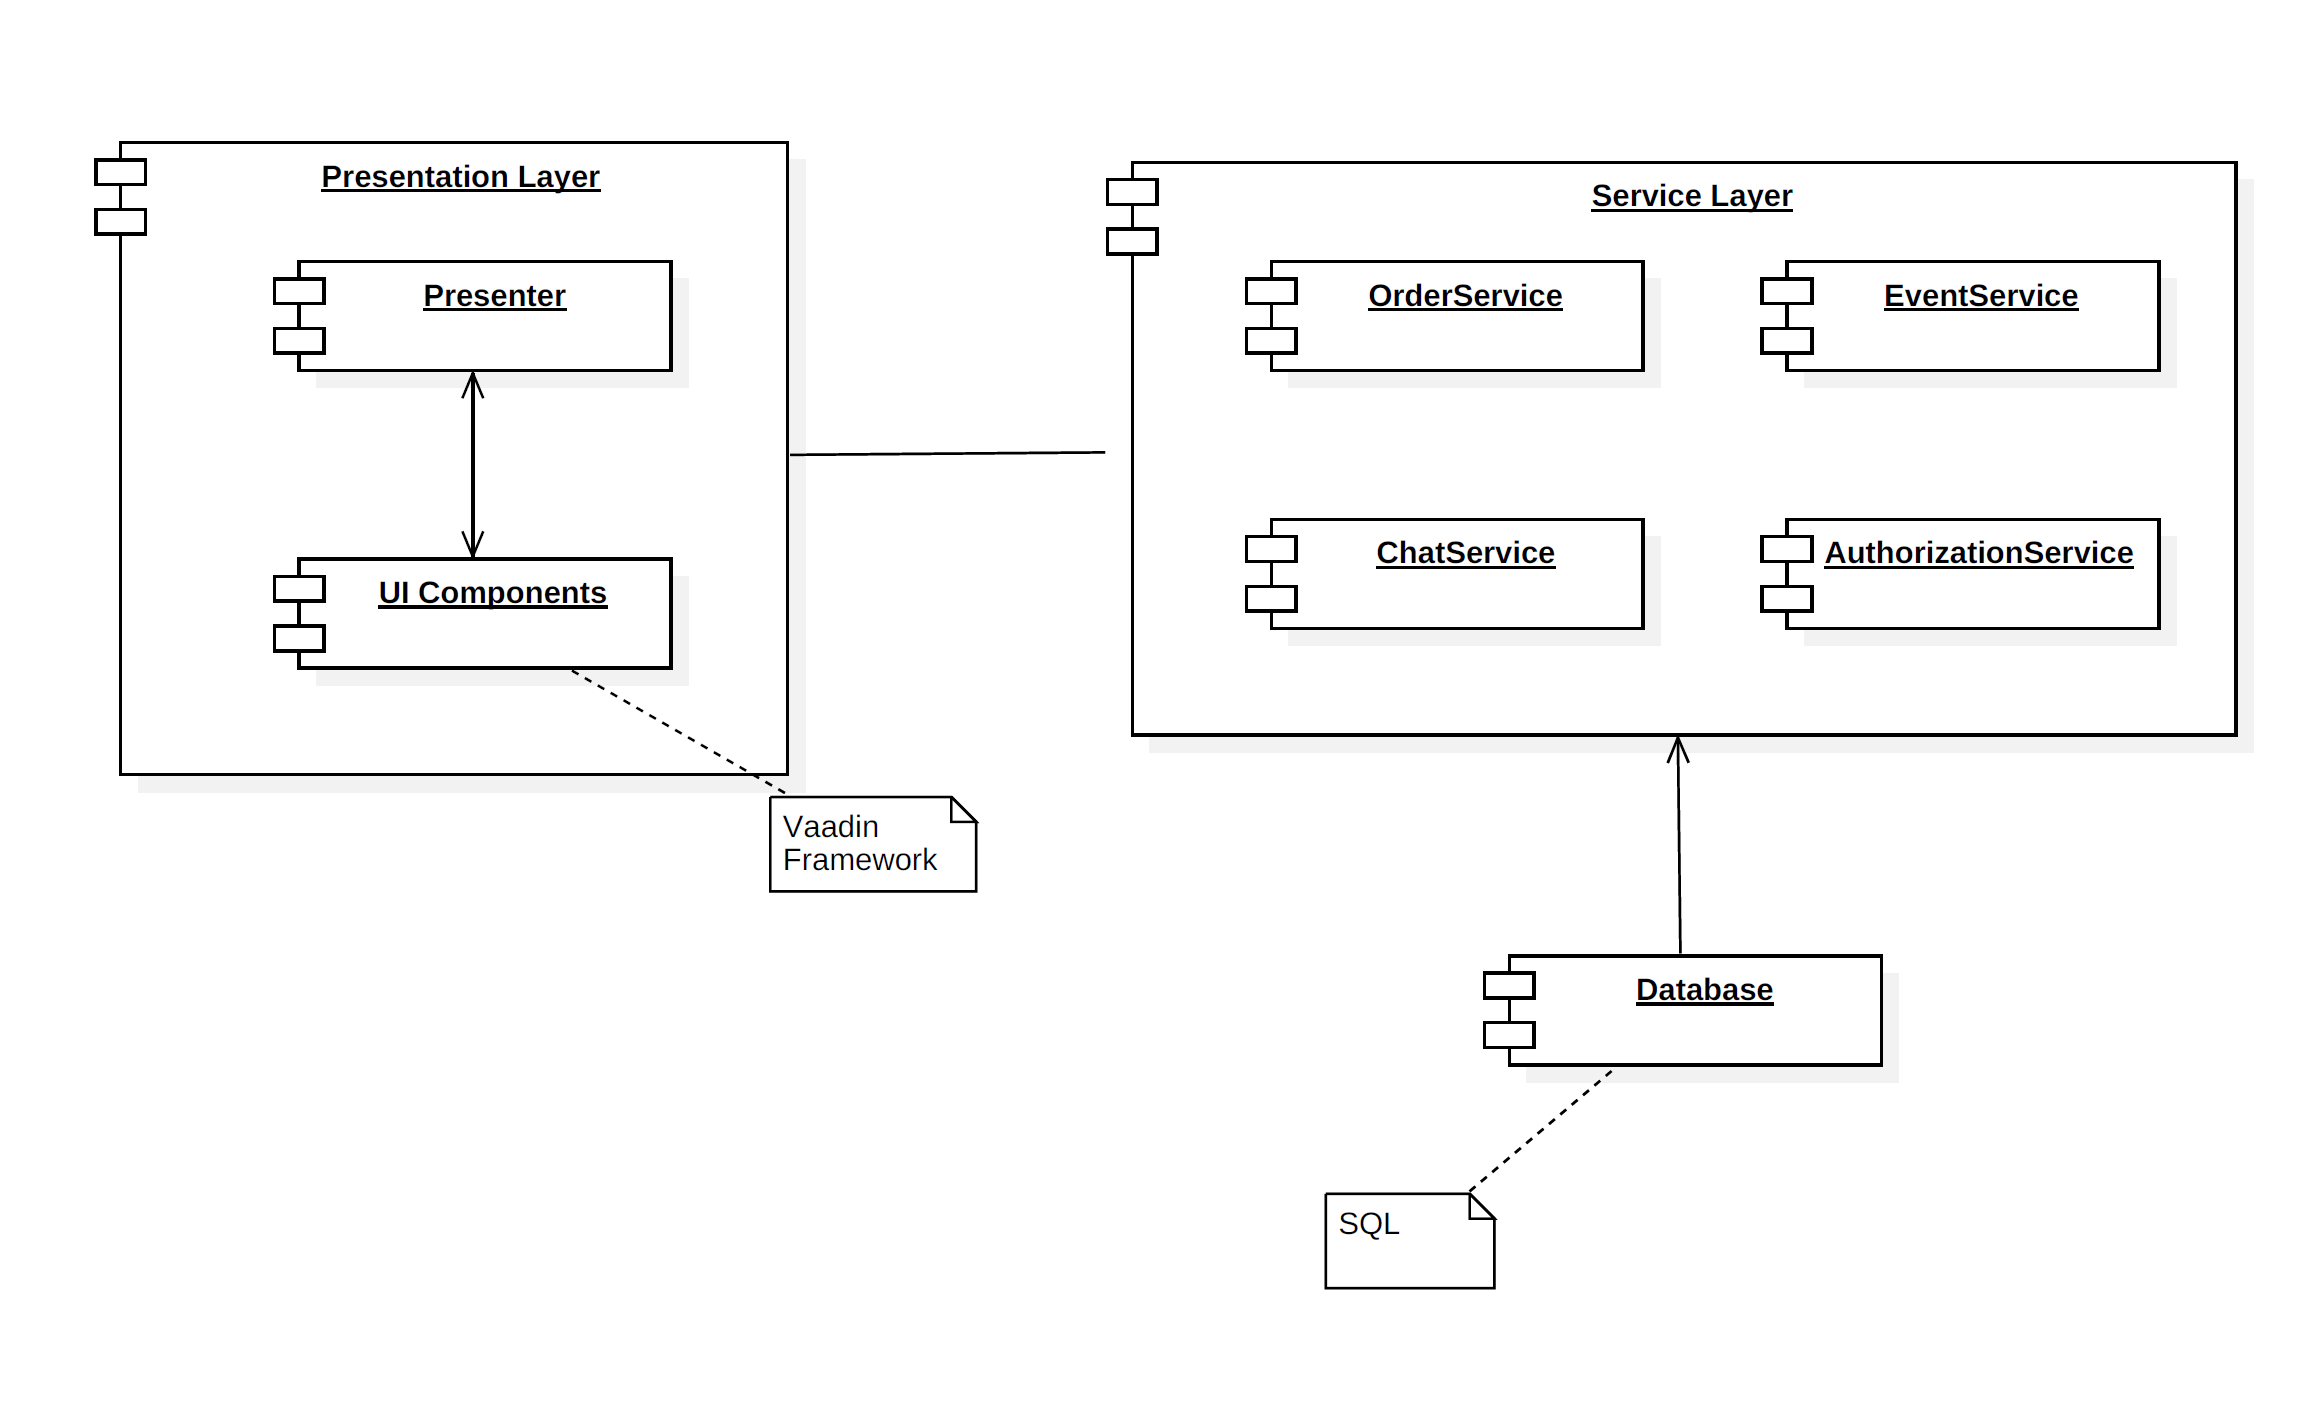 Presentation Layer
Presenter
UI Components
Vaadin
Framework
Service Layer
OrderService
EventService
ChatService
AuthorizationService
Database
SQL